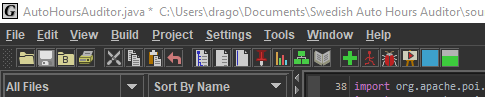 G AutoHoursAuditor.java * C:\Users\drago\Documents\Swedish Auto Hours Auditor\sou
File Edit View Build Project Settings Tools Window Help
All Files Sort By Name 38 import org.apache.poi.